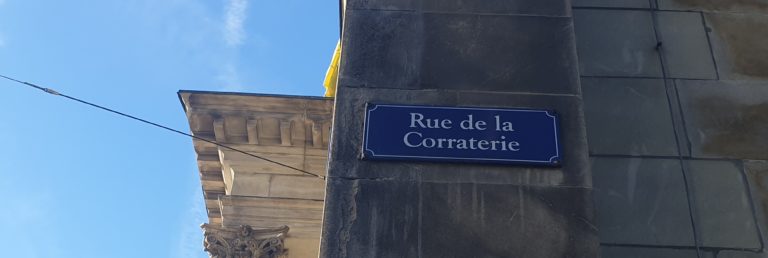 Rue de la
Corraterie